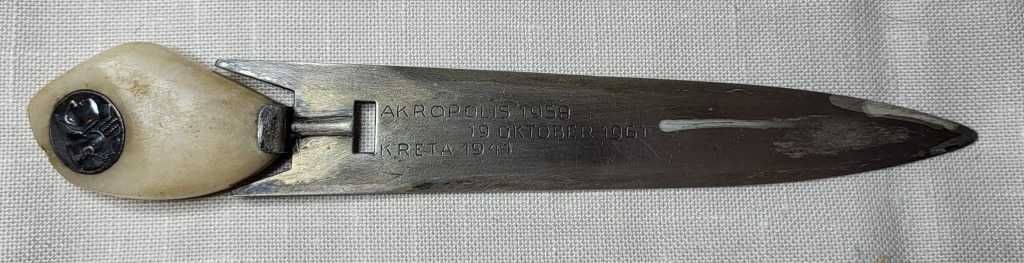 AKROPOLIS 1958
19 OKTOBER 1961
KRETA 1941